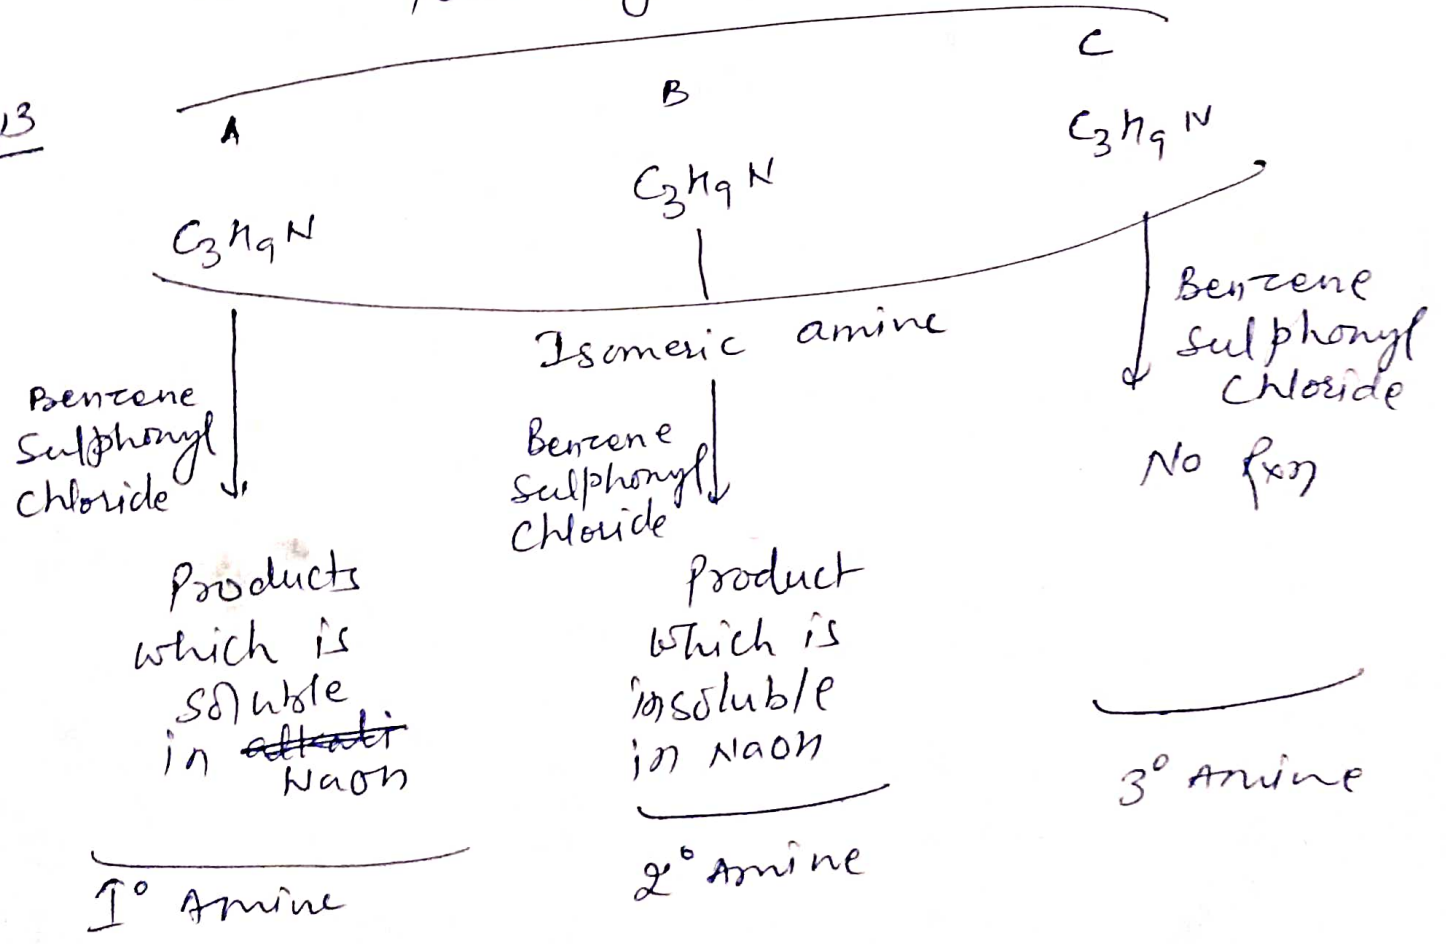 13
A
B
C
C3H9N
C3H9N
C3H9N
Isomeric amine
Benzene
Sulphonyl
Chloride
Benzene
Sulphonyl
Chloride
Benzene
Sulphonyl
Chloride
Products
which is
soluble
in alkali
NaOH
Product
which is
insoluble
in NaOH
No rxn
1° Amine
2° Amine
3° Amine